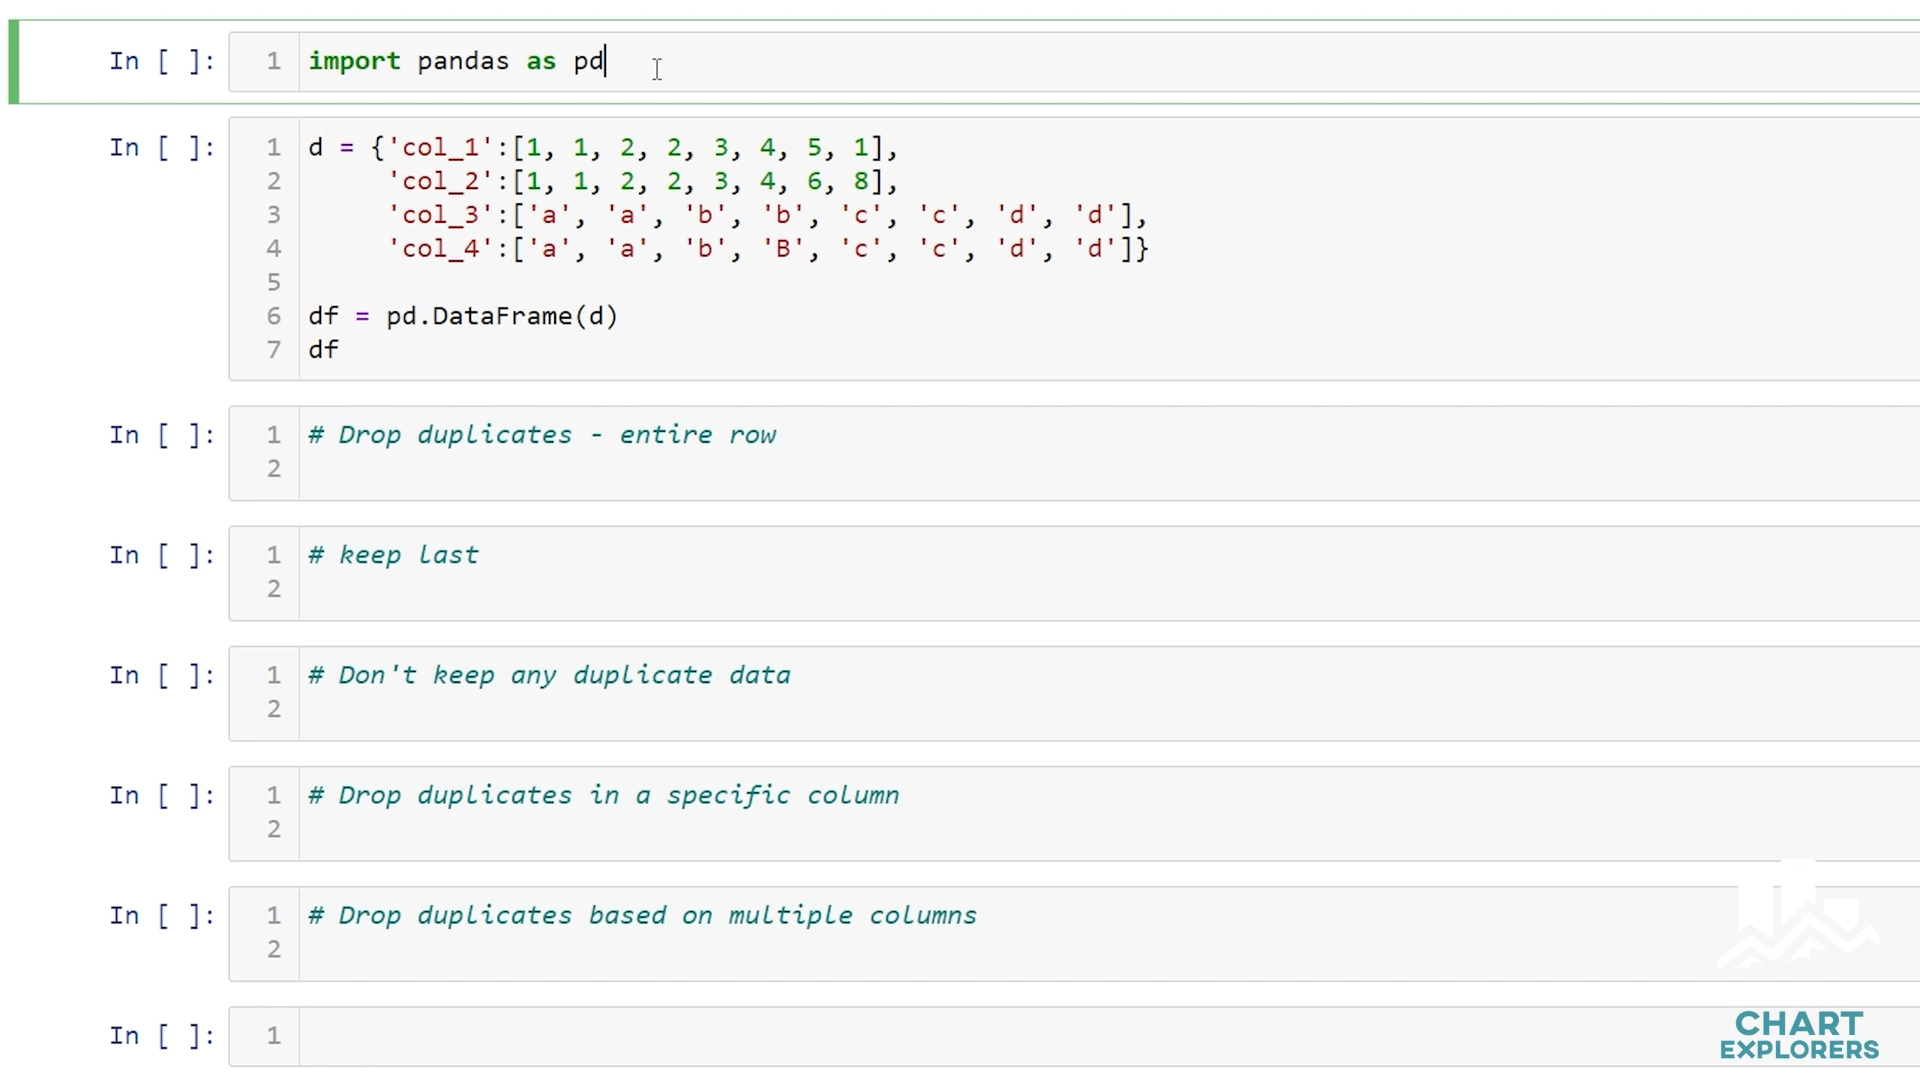 In [ ]: 1 import pandas as pd
In [ ]: 1 d = {'col_1':[1, 1, 2, 2, 3, 4, 5, 1],
2 'col_2':[1, 1, 2, 2, 3, 4, 6, 8],
3 'col_3':['a', 'a', 'b', 'b', 'c', 'c', 'd', 'd'],
4 'col_4':['a', 'a', 'b', 'B', 'c', 'c', 'd', 'd']}
5
6 df = pd.DataFrame(d)
7 df
In [ ]: 1 # Drop duplicates - entire row
2
In [ ]: 1 # keep last
2
In [ ]: 1 # Don't keep any duplicate data
2
In [ ]: 1 # Drop duplicates in a specific column
2
In [ ]: 1 # Drop duplicates based on multiple columns
2
In [ ]: 1
CHART
EXPLORERS